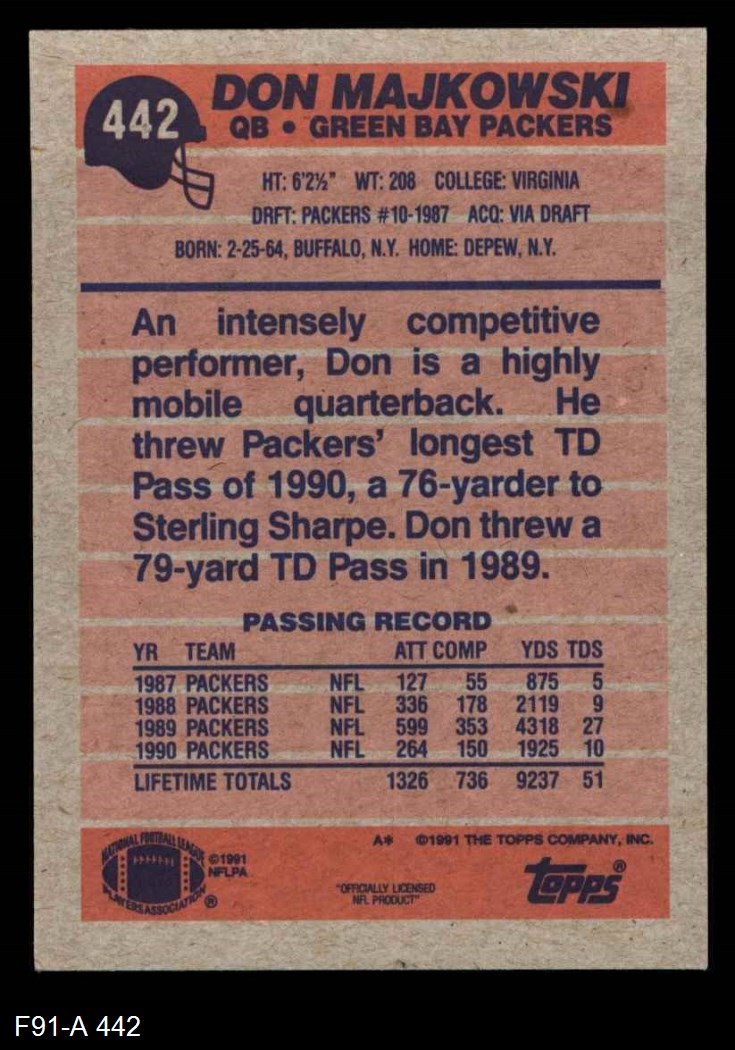 442
DON MAJKOWSKI
QB • GREEN BAY PACKERS
HT: 6'2½" WT: 208 COLLEGE: VIRGINIA
DRFT: PACKERS #10-1987 ACQ: VIA DRAFT
BORN: 2-25-64, BUFFALO, N.Y. HOME: DEPEW, N.Y.
An intensely competitive
performer, Don is a highly
mobile quarterback. He
threw Packers' longest TD
Pass of 1990, a 76-yarder to
Sterling Sharpe. Don threw a
79-yard TD Pass in 1989.
PASSING RECORD
YR TEAM ATT COMP YDS TDS
1987 PACKERS NFL 127 55 875 5
1988 PACKERS NFL 336 178 2119 9
1989 PACKERS NFL 599 353 4318 27
1990 PACKERS NFL 264 150 1925 10
LIFETIME TOTALS 1326 736 9237 51
A* ©1991 THE TOPPS COMPANY, INC.
NATIONAL FOOTBALL LEAGUE
PLAYERS ASSOCIATION ®
©1991
NFLPA
"OFFICIALLY LICENSED
NFL PRODUCT"
topps®
F91-A 442